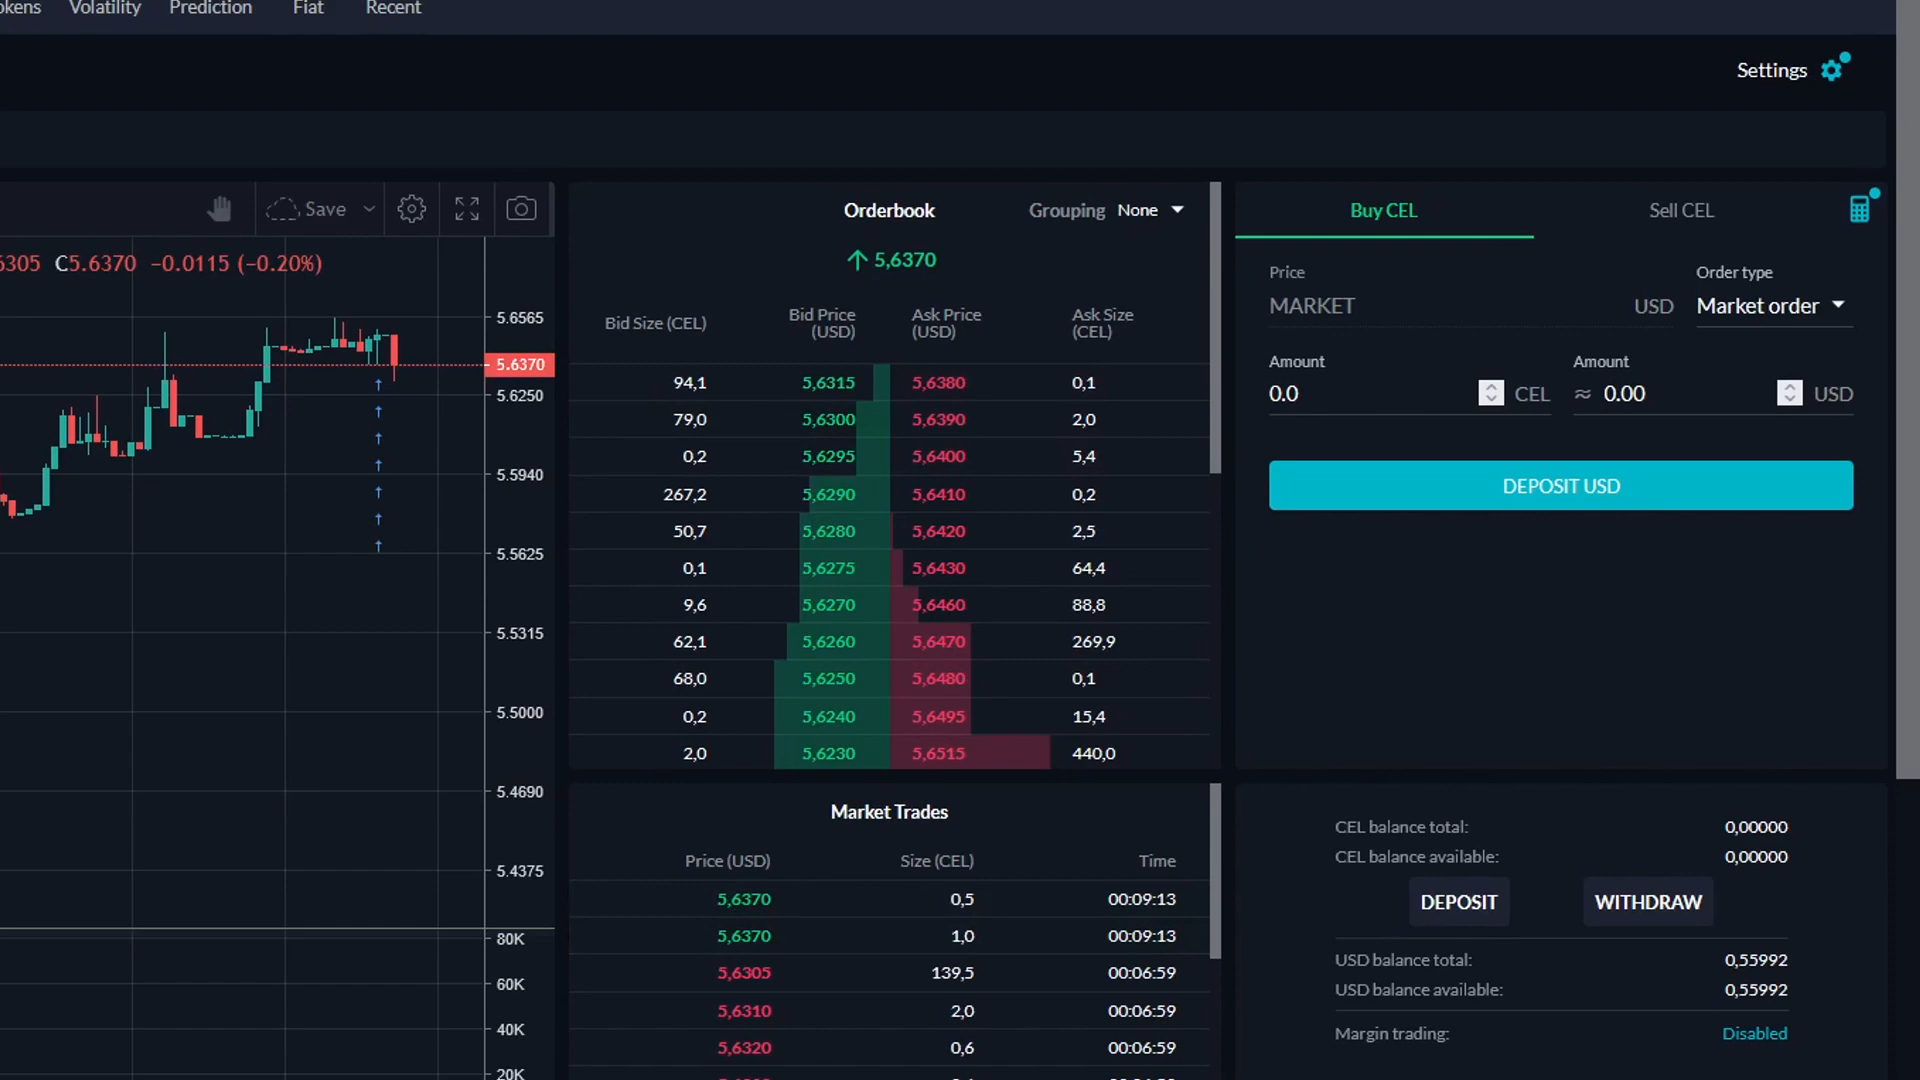 okens Volatility Prediction Fiat Recent
Settings
Save
6305 C5.6370 −0.0115 (−0.20%)
5.6565
5.6370
5.6250
5.5940
5.5625
5.5315
5.5000
5.4690
5.4375
80K
60K
40K
20K
Orderbook Grouping None
5,6370
Bid Size (CEL) Bid Price (USD) Ask Price (USD) Ask Size (CEL)
94,1 5,6315 5,6380 0,1
79,0 5,6300 5,6390 2,0
0,2 5,6295 5,6400 5,4
267,2 5,6290 5,6410 0,2
50,7 5,6280 5,6420 2,5
0,1 5,6275 5,6430 64,4
9,6 5,6270 5,6460 88,8
62,1 5,6260 5,6470 269,9
68,0 5,6250 5,6480 0,1
0,2 5,6240 5,6495 15,4
2,0 5,6230 5,6515 440,0
Market Trades
Price (USD) Size (CEL) Time
5,6370 0,5 00:09:13
5,6370 1,0 00:09:13
5,6305 139,5 00:06:59
5,6310 2,0 00:06:59
5,6320 0,6 00:06:59
Buy CEL Sell CEL
Price Order type
MARKET USD Market order
Amount Amount
0.0 CEL ≈ 0.00 USD
DEPOSIT USD
CEL balance total: 0,00000
CEL balance available: 0,00000
DEPOSIT WITHDRAW
USD balance total: 0,55992
USD balance available: 0,55992
Margin trading: Disabled